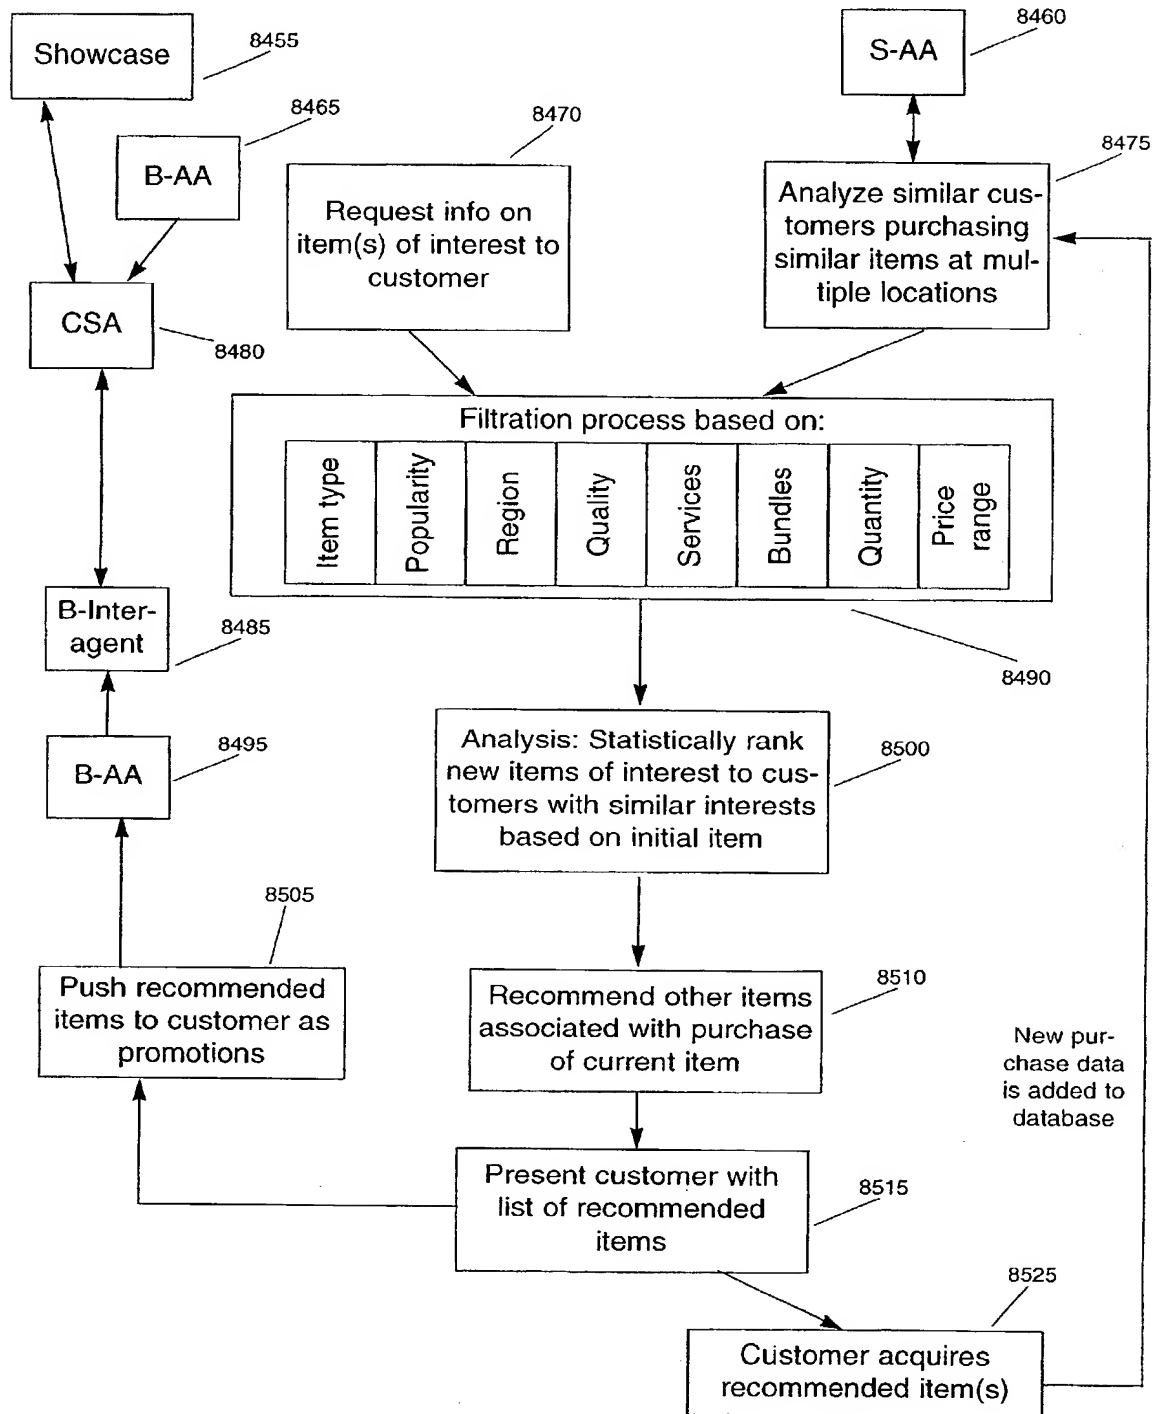 Showcase
8455
8465
B-AA
8470
8460
S-AA
8475
Request info on
item(s) of interest to
customer
Analyze similar cus-
tomers purchasing
similar items at mul-
tiple locations
CSA
8480
Filtration process based on:
Item type
Popularity
Region
Quality
Services
Bundles
Quantity
Price
range
8490
B-Inter-
agent
8485
8495
B-AA
Analysis: Statistically rank
new items of interest to cus-
tomers with similar interests
based on initial item
8500
8505
Push recommended
items to customer as
promotions
Recommend other items
associated with purchase
of current item
8510
New pur-
chase data
is added to
database
Present customer with
list of recommended
items
8515
8525
Customer acquires
recommended item(s)